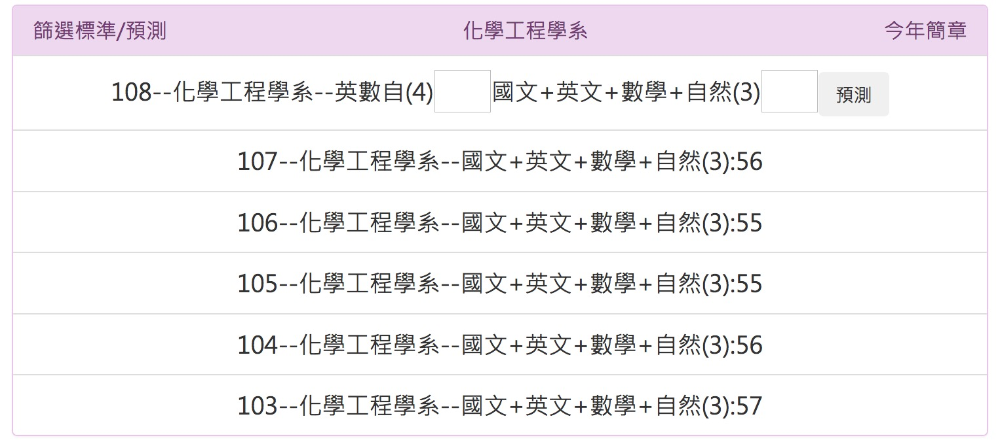 篩選標準/預測 化學工程學系 今年簡章
108--化學工程學系--英數自(4) 國文+英文+數學+自然(3) 預測
107--化學工程學系--國文+英文+數學+自然(3):56
106--化學工程學系--國文+英文+數學+自然(3):55
105--化學工程學系--國文+英文+數學+自然(3):55
104--化學工程學系--國文+英文+數學+自然(3):56
103--化學工程學系--國文+英文+數學+自然(3):57